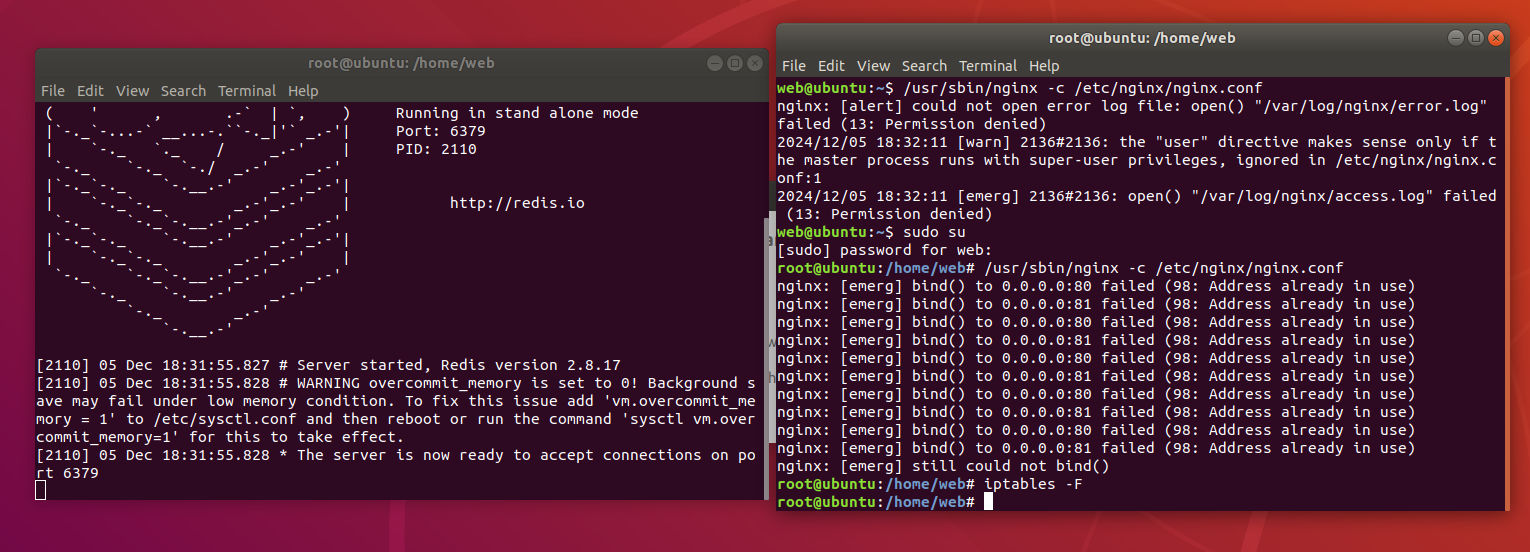 root@ubuntu: /home/web
File Edit View Search Terminal Help
Running in stand alone mode
Port: 6379
PID: 2110
http://redis.io
[2110] 05 Dec 18:31:55.827 # Server started, Redis version 2.8.17
[2110] 05 Dec 18:31:55.828 # WARNING overcommit_memory is set to 0! Background s
ave may fail under low memory condition. To fix this issue add 'vm.overcommit_me
mory = 1' to /etc/sysctl.conf and then reboot or run the command 'sysctl vm.over
commit_memory=1' for this to take effect.
[2110] 05 Dec 18:31:55.828 * The server is now ready to accept connections on po
rt 6379
root@ubuntu: /home/web
File Edit View Search Terminal Help
web@ubuntu:~$ /usr/sbin/nginx -c /etc/nginx/nginx.conf
nginx: [alert] could not open error log file: open() "/var/log/nginx/error.log"
failed (13: Permission denied)
2024/12/05 18:32:11 [warn] 2136#2136: the "user" directive makes sense only if t
he master process runs with super-user privileges, ignored in /etc/nginx/nginx.c
onf:1
2024/12/05 18:32:11 [emerg] 2136#2136: open() "/var/log/nginx/access.log" failed
(13: Permission denied)
web@ubuntu:~$ sudo su
[sudo] password for web:
root@ubuntu:/home/web# /usr/sbin/nginx -c /etc/nginx/nginx.conf
nginx: [emerg] bind() to 0.0.0.0:80 failed (98: Address already in use)
nginx: [emerg] bind() to 0.0.0.0:81 failed (98: Address already in use)
nginx: [emerg] bind() to 0.0.0.0:80 failed (98: Address already in use)
nginx: [emerg] bind() to 0.0.0.0:81 failed (98: Address already in use)
nginx: [emerg] bind() to 0.0.0.0:80 failed (98: Address already in use)
nginx: [emerg] bind() to 0.0.0.0:81 failed (98: Address already in use)
nginx: [emerg] bind() to 0.0.0.0:80 failed (98: Address already in use)
nginx: [emerg] bind() to 0.0.0.0:81 failed (98: Address already in use)
nginx: [emerg] bind() to 0.0.0.0:80 failed (98: Address already in use)
nginx: [emerg] bind() to 0.0.0.0:81 failed (98: Address already in use)
nginx: [emerg] still could not bind()
root@ubuntu:/home/web# iptables -F
root@ubuntu:/home/web#